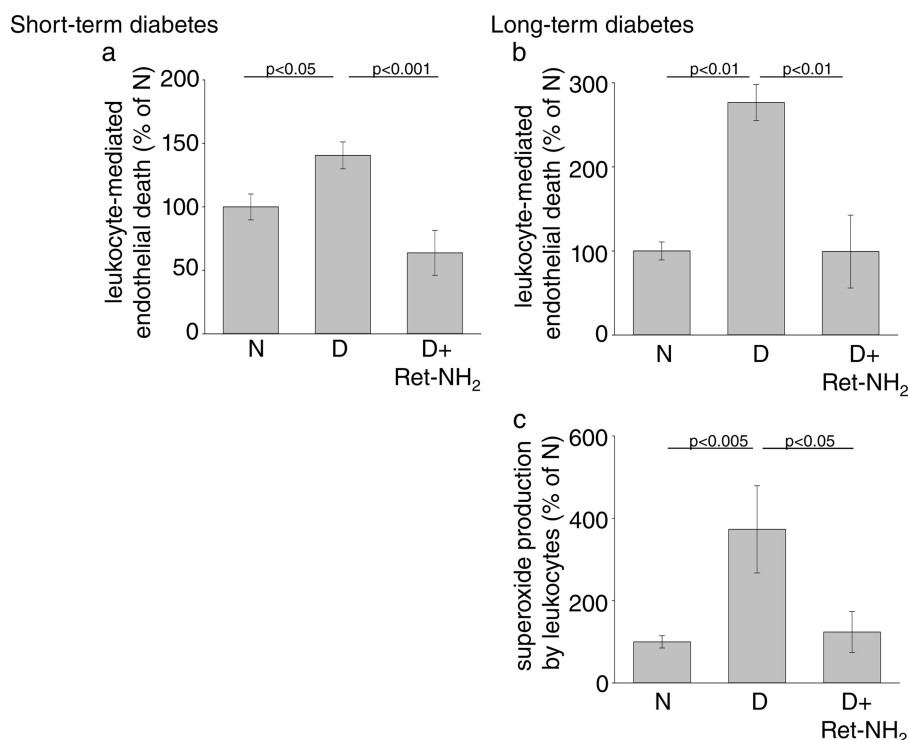 Short-term diabetes
Long-term diabetes
a
leukocyte-mediated
endothelial death (% of N)
200
150
100
50
0
p<0.05
p<0.001
N
D
D+
Ret-NH₂
b
leukocyte-mediated
endothelial death (% of N)
300
200
100
0
p<0.01
p<0.01
N
D
D+
Ret-NH₂
c
superoxide production
by leukocytes (% of N)
600
400
200
0
p<0.005
p<0.05
N
D
D+
Ret-NH₂